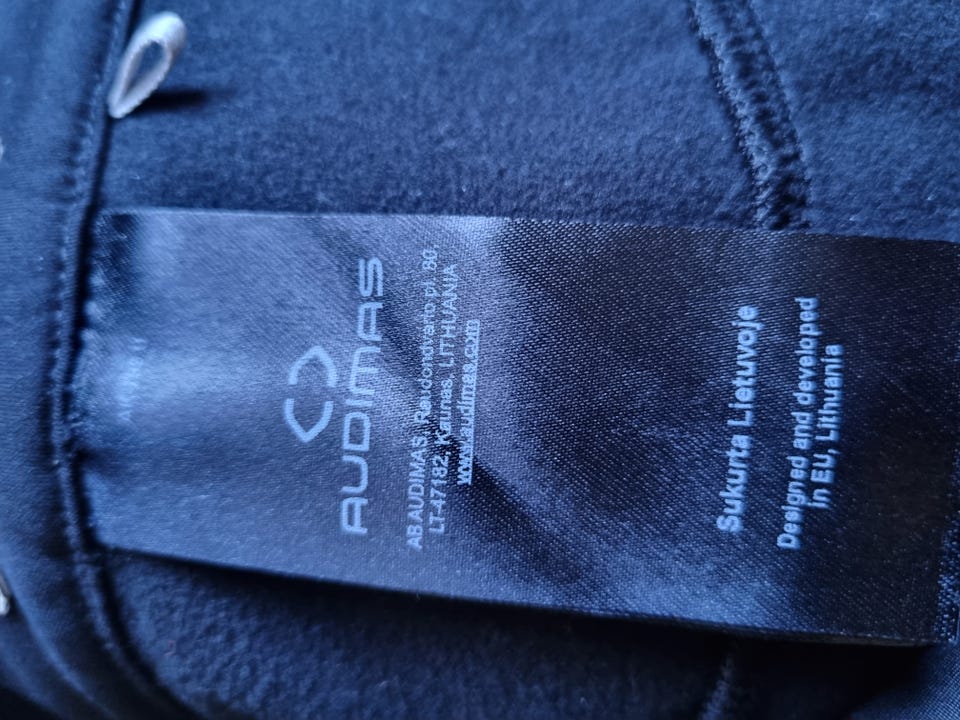 AUDIMAS
AB AUDIMAS, Raudondvario pl. 80,
LT-47182, Kaunas, LITHUANIA
www.audimas.com
Sukurta Lietuvoje
Designed and developed
in EU, Lithuania